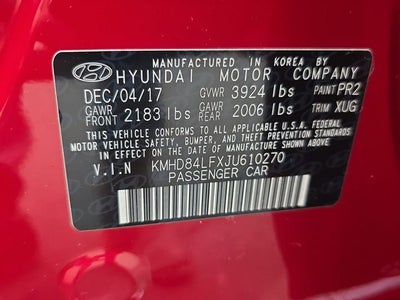 MANUFACTURED IN KOREA BY
HYUNDAI MOTOR COMPANY
DEC/04/17 GVWR 3924 lbs PAINT PR2
GAWR FRONT 2183 lbs GAWR REAR 2006 lbs TRIM XUG
THIS VEHICLE CONFORMS TO ALL APPLICABLE U.S.A. FEDERAL
MOTOR VEHICLE SAFETY, BUMPER, AND THEFT PREVENTION
STANDARDS IN EFFECT ON THE DATE OF MANUFACTURE SHOWN ABOVE.
V.I.N KMHD84LFXJU610270
PASSENGER CAR